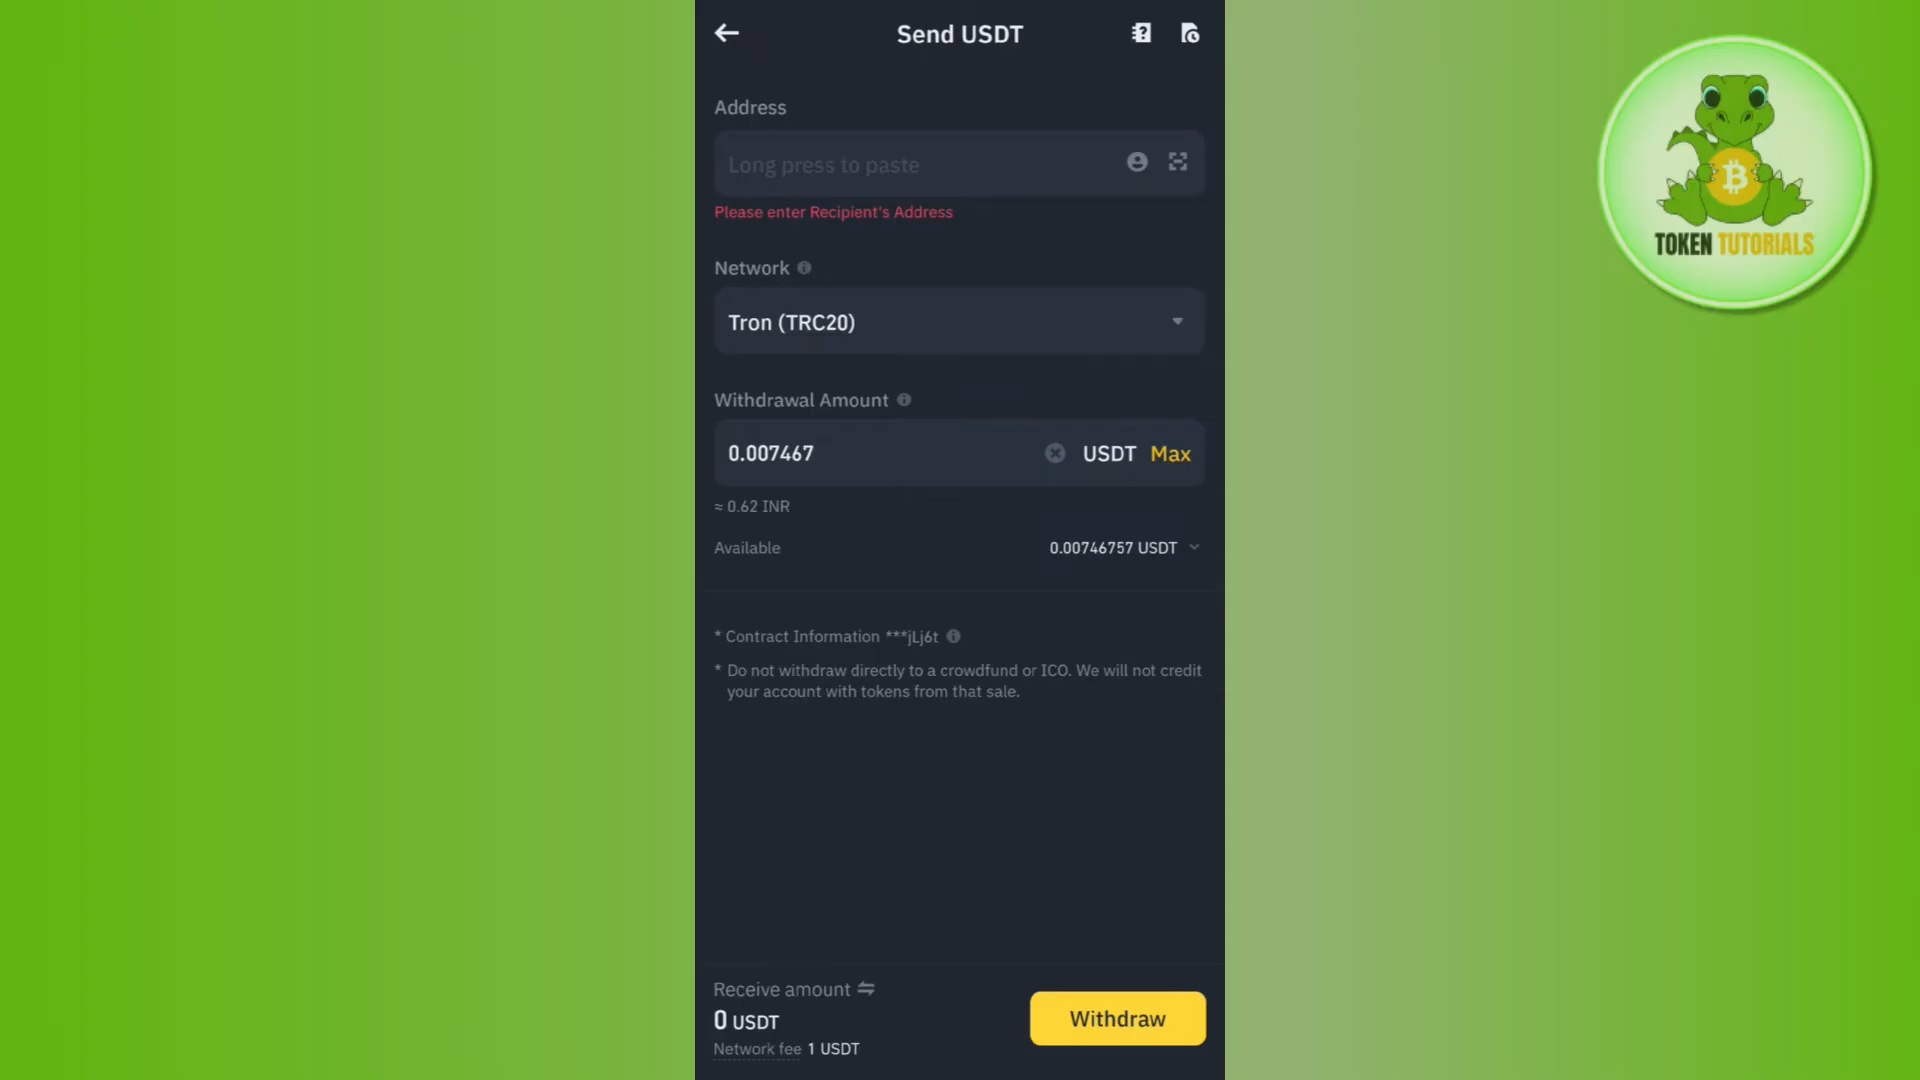 Send USDT
Address
Long press to paste
Please enter Recipient's Address
Network
Tron (TRC20)
Withdrawal Amount
0.007467 USDT Max
≈ 0.62 INR
Available 0.00746757 USDT
* Contract Information ***jLj6t
* Do not withdraw directly to a crowdfund or ICO. We will not credit
your account with tokens from that sale.
Receive amount
0 USDT
Network fee 1 USDT
Withdraw
TOKEN TUTORIALS